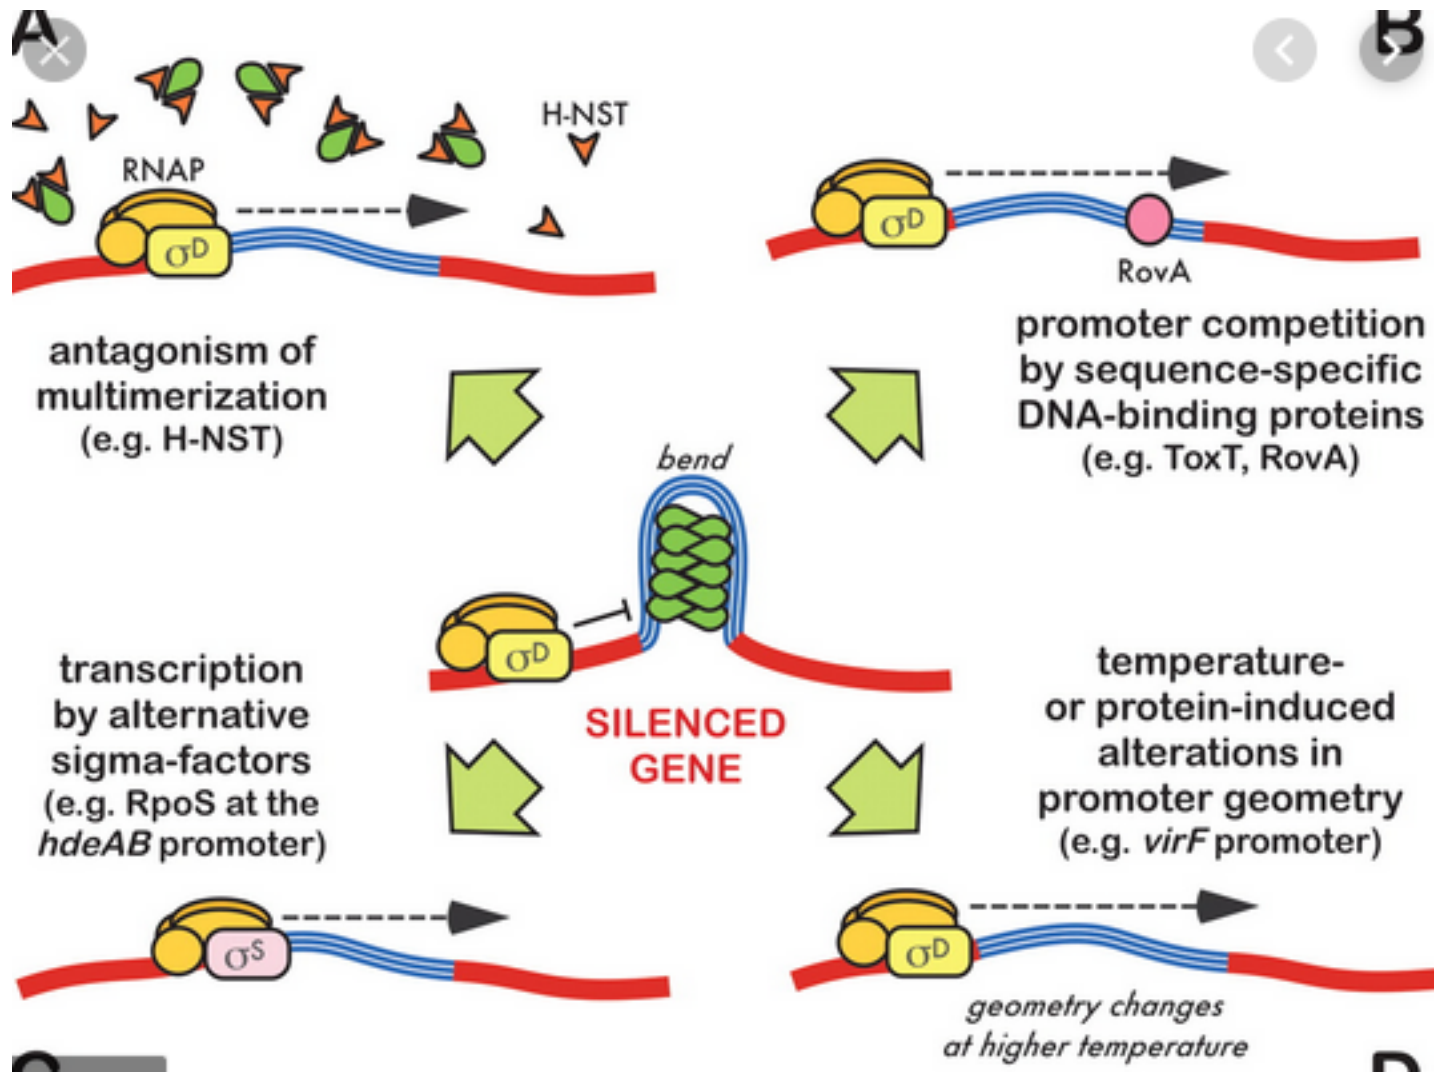 A
B
H-NST
RNAP
σD
σD
RovA
antagonism of
multimerization
(e.g. H-NST)
promoter competition
by sequence-specific
DNA-binding proteins
(e.g. ToxT, RovA)
bend
σD
SILENCED
GENE
transcription
by alternative
sigma-factors
(e.g. RpoS at the
hdeAB promoter)
temperature-
or protein-induced
alterations in
promoter geometry
(e.g. virF promoter)
σS
σD
geometry changes
at higher temperature
C
D